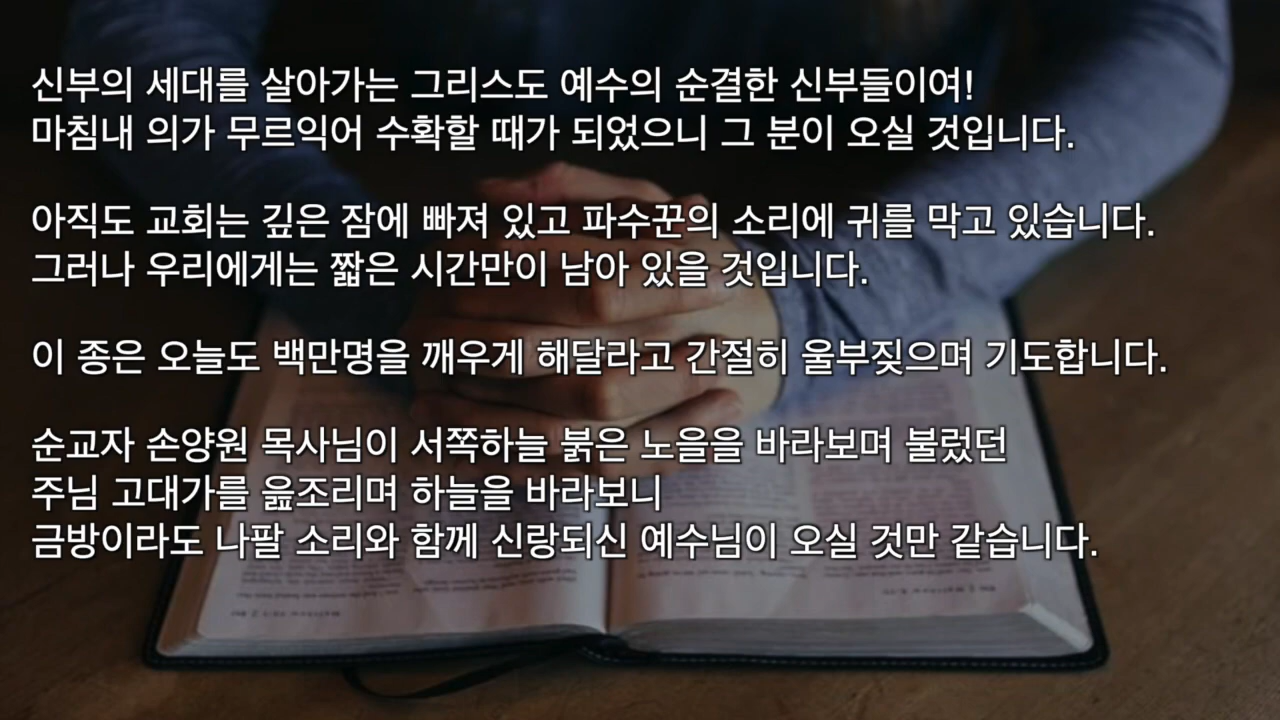 신부의 세대를 살아가는 그리스도 예수의 순결한 신부들이여!
마침내 의가 무르익어 수확할 때가 되었으니 그 분이 오실 것입니다.
아직도 교회는 깊은 잠에 빠져 있고 파수꾼의 소리에 귀를 막고 있습니다.
그러나 우리에게는 짧은 시간만이 남아 있을 것입니다.
이 종은 오늘도 백만명을 깨우게 해달라고 간절히 울부짖으며 기도합니다.
순교자 손양원 목사님이 서쪽하늘 붉은 노을을 바라보며 불렀던
주님 고대가를 읊조리며 하늘을 바라보니
금방이라도 나팔 소리와 함께 신랑되신 예수님이 오실 것만 같습니다.